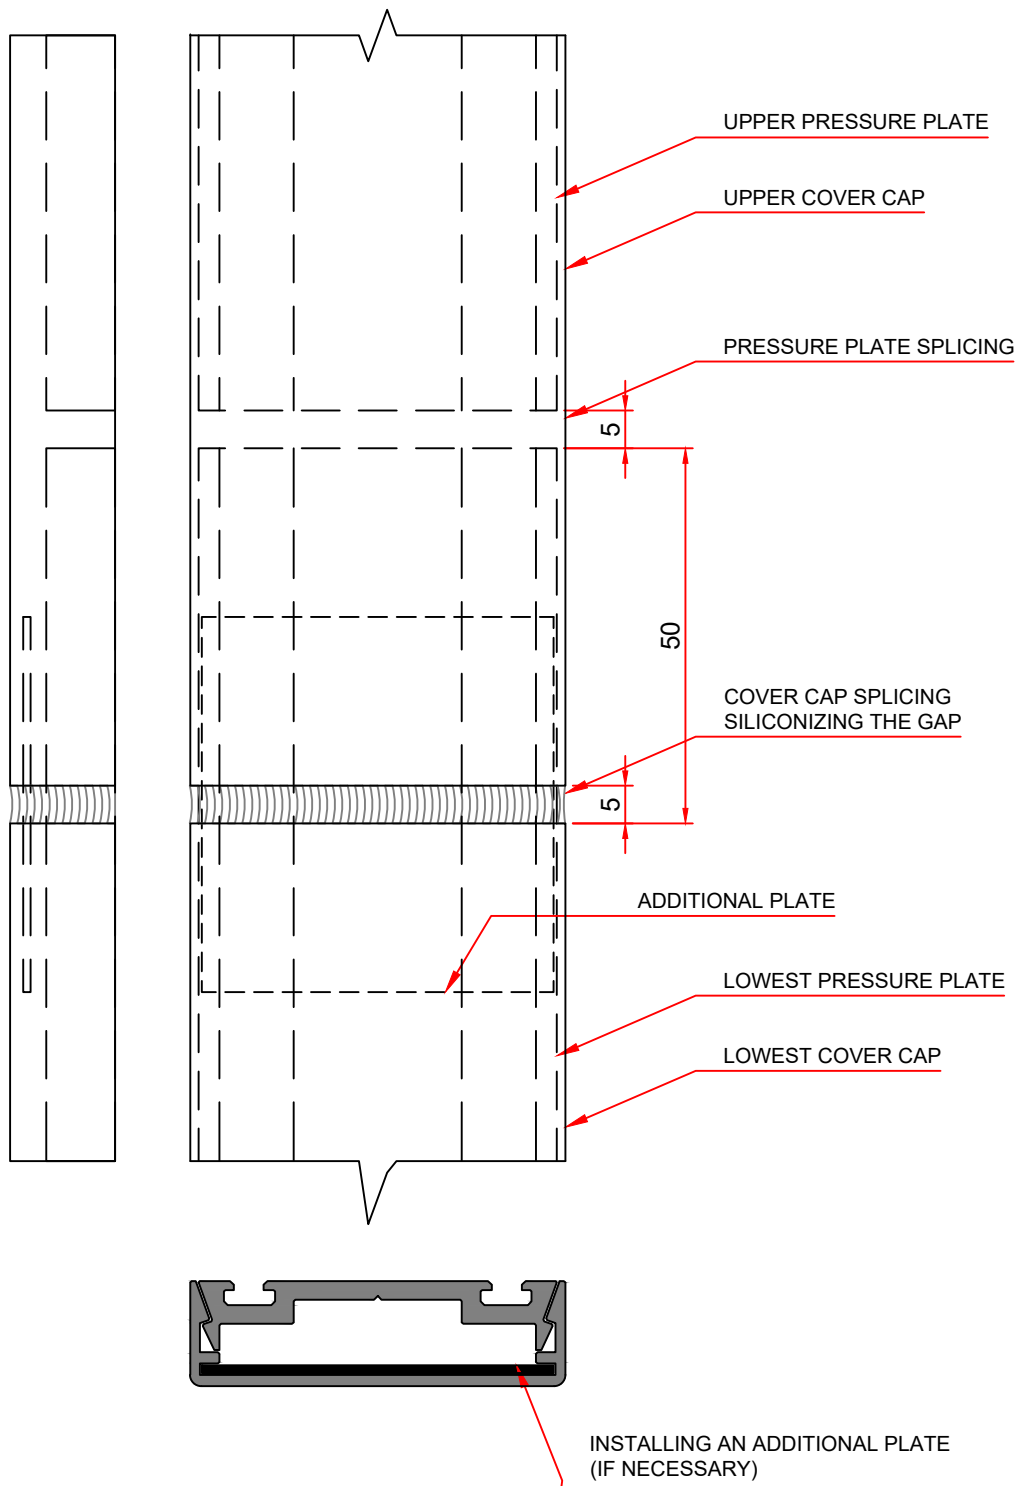 UPPER PRESSURE PLATE
UPPER COVER CAP
PRESSURE PLATE SPLICING
5
50
COVER CAP SPLICING
SILICONIZING THE GAP
5
ADDITIONAL PLATE
LOWEST PRESSURE PLATE
LOWEST COVER CAP
INSTALLING AN ADDITIONAL PLATE
(IF NECESSARY)